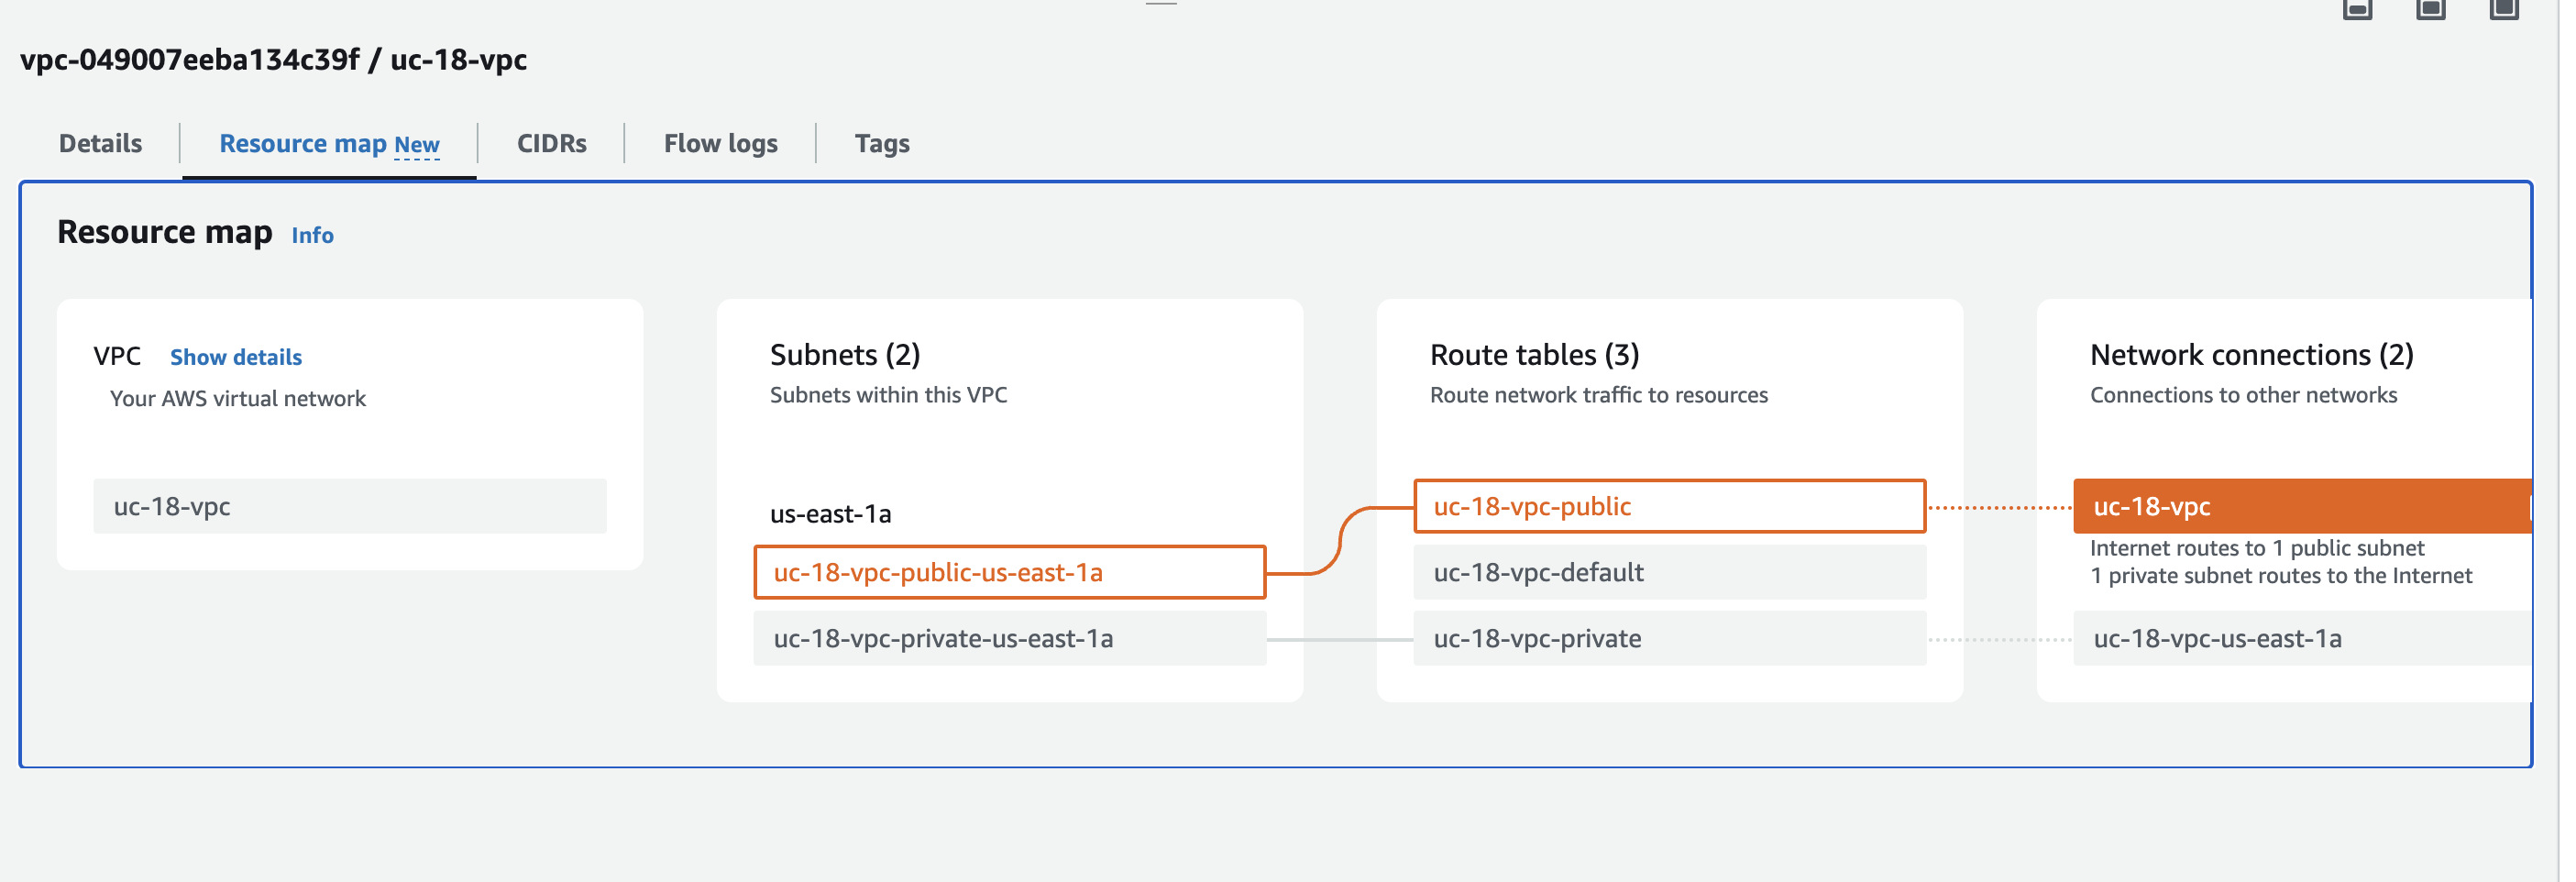 vpc-049007eeba134c39f / uc-18-vpc
Details
Resource map New
CIDRs
Flow logs
Tags
Resource map Info
VPC Show details
Your AWS virtual network
uc-18-vpc
Subnets (2)
Subnets within this VPC
us-east-1a
uc-18-vpc-public-us-east-1a
uc-18-vpc-private-us-east-1a
Route tables (3)
Route network traffic to resources
uc-18-vpc-public
uc-18-vpc-default
uc-18-vpc-private
Network connections (2)
Connections to other networks
uc-18-vpc
Internet routes to 1 public subnet
1 private subnet routes to the Internet
uc-18-vpc-us-east-1a